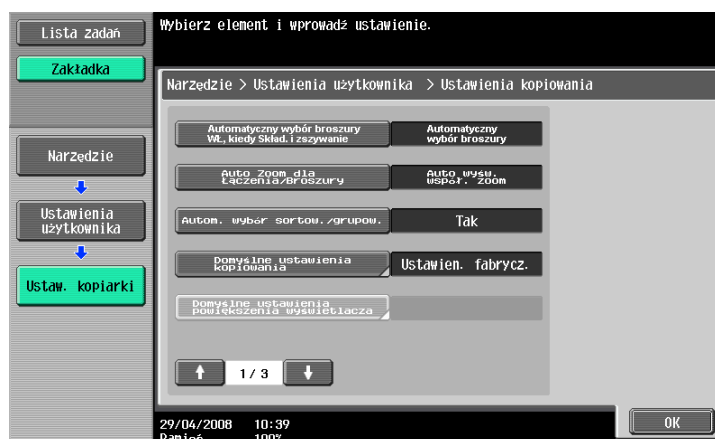 Lista zadań
Wybierz element i wprowadź ustawienie.
Zakładka
Narzędzie > Ustawienia użytkownika > Ustawienia kopiowania
Automatyczny wybór broszury
WŁ, kiedy Skład. i zszywanie
Automatyczny
wybór broszury
Narzędzie
Auto Zoom dla
Łączenia/Broszury
Auto wyśw.
współ. zoom
Ustawienia
użytkownika
Autom. wybór sortow./grupow.
Tak
Domyślne ustawienia
kopiowania
Ustawien. fabrycz.
Ustaw. kopiarki
Domyślne ustawienia
powiększenia wyświetlacza
1/ 3
29/04/2008 10:39
Pamięć 100%
OK